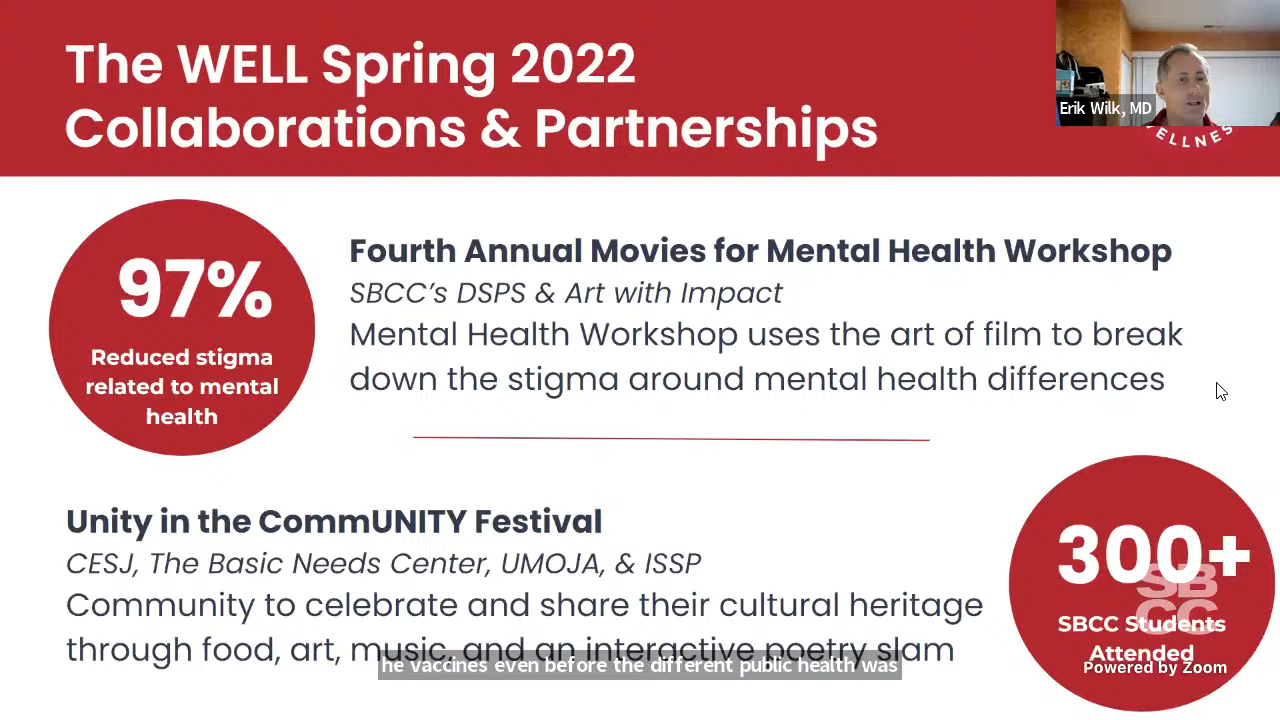 The WELL Spring 2022
Collaborations & Partnerships
Erik Wilk, MD
WELLNES
97%
Reduced stigma
related to mental
health
Fourth Annual Movies for Mental Health Workshop
SBCC’s DSPS & Art with Impact
Mental Health Workshop uses the art of film to break
down the stigma around mental health differences
Unity in the CommUNITY Festival
CESJ, The Basic Needs Center, UMOJA, & ISSP
Community to celebrate and share their cultural heritage
through food, art, music, and an interactive poetry slam
300+
SBCC Students
Attended
SB
CC
he vaccines even before the different public health was
Powered by Zoom